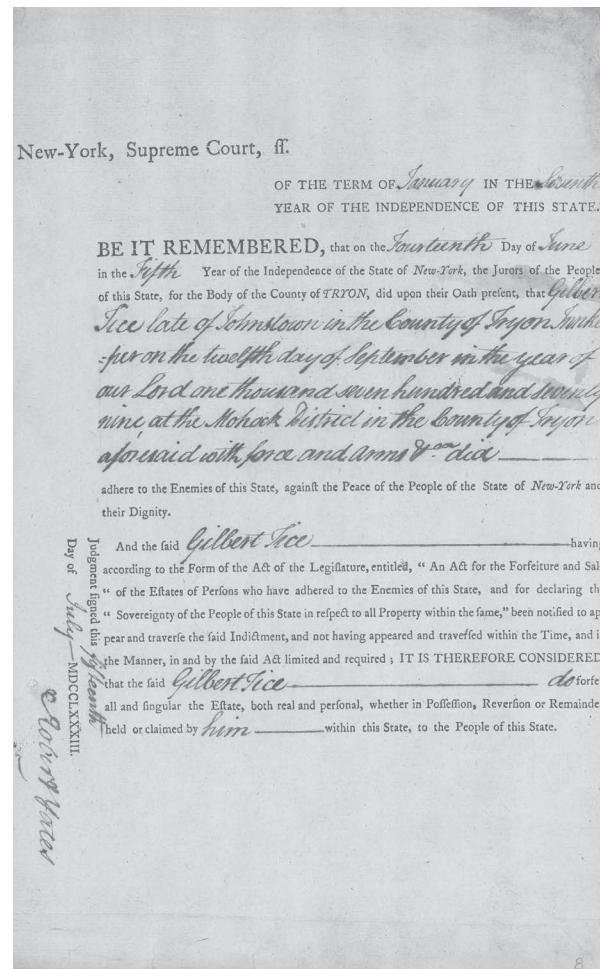 New-York, Supreme Court, ſſ.
OF THE TERM OF January IN THE Seventh
YEAR OF THE INDEPENDENCE OF THIS STATE.
BE IT REMEMBERED, that on the Fourteenth Day of June
in the Fifth Year of the Independence of the State of New-York, the Jurors of the People
of this State, for the Body of the County of TRYON, did upon their Oath preſent, that Gilbert
Tice late of Johnstown in the County of Tryon
-per on the twelfth day of September in the year of
our Lord one thousand seven hundred and seventy
nine at the Mohock District in the County of Tryon
aforesaid with force and arms &ca did
adhere to the Enemies of this State, againſt the Peace of the People of the State of New-York and
their Dignity.
And the ſaid Gilbert Tice having
according to the Form of the Act of the Legiſlature, entitled, “ An Act for the Forfeiture and Sal
“ of the Eſtates of Perſons who have adhered to the Enemies of this State, and for declaring th
“ Sovereignty of the People of this State in reſpect to all Property within the ſame,” been notified to ap
pear and traverſe the ſaid Indictment, and not having appeared and traverſed within the Time, and i
the Manner, in and by the ſaid Act limited and required ; IT IS THEREFORE CONSIDERED
that the ſaid Gilbert Tice do forfe
all and ſingular the Eſtate, both real and perſonal, whether in Poſſeſſion, Reverſion or Remainde
held or claimed by him within this State, to the People of this State.
Judgment ſigned this fifteenth
Day of July MDCCLXXXIII.
Robert Yates
8